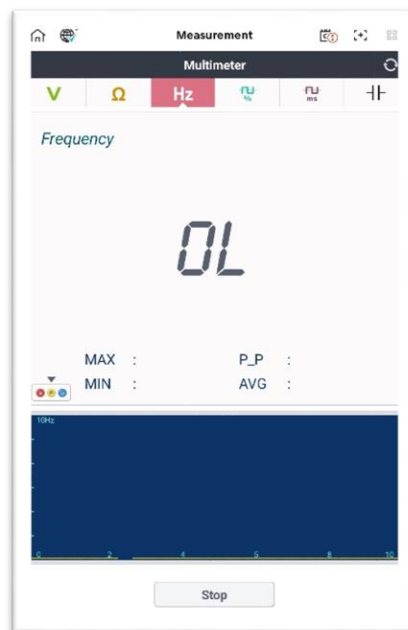 Measurement
Multimeter
V Ω Hz % ms
Frequency
OL
MAX : P_P :
MIN : AVG :
10Hz
0 2 4 6 8 10
Stop